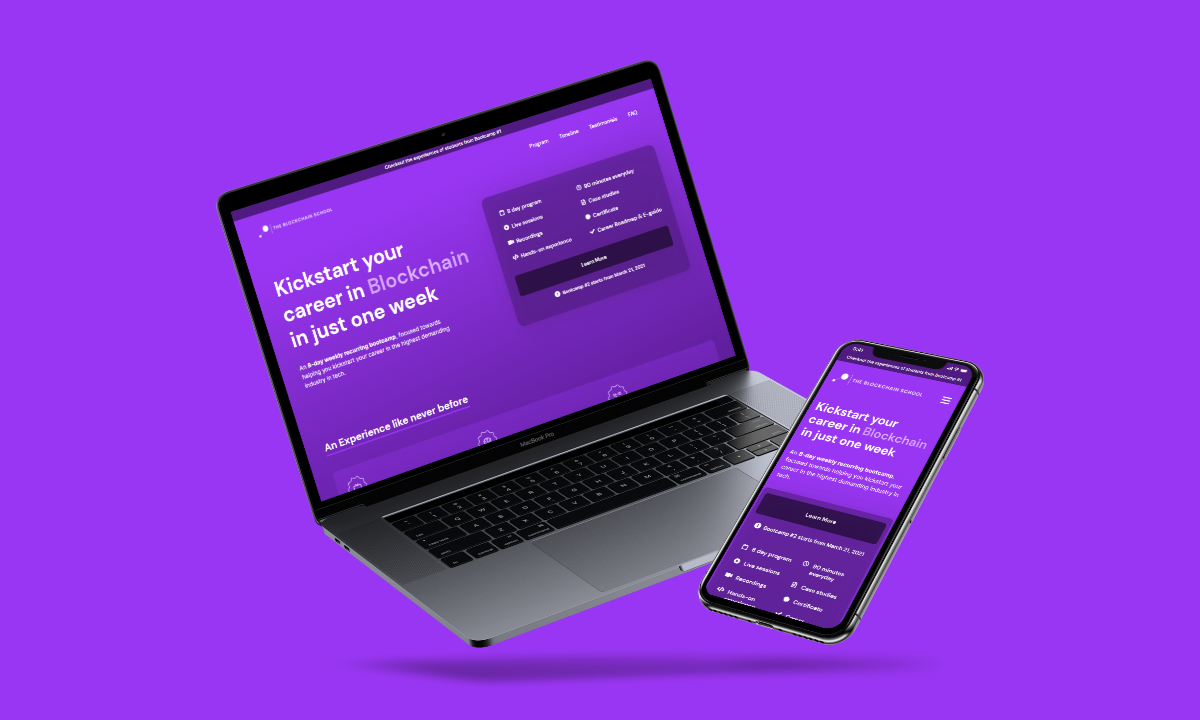 Checkout the experiences of students from Bootcamp #1
Program
Timeline
Testimonials
FAQ
THE BLOCKCHAIN SCHOOL
Kickstart your
career in Blockchain
in just one week
An 8-day weekly recurring bootcamp, focused towards
helping you kickstart your career in the highest demanding
industry in tech.
8 day program
90 minutes everyday
Live sessions
Case studies
Recordings
Certificate
Hands-on experience
Career Roadmap & E-guide
Learn More
Bootcamp #2 starts from March 21, 2021
An Experience like never before
MacBook Pro
Checkout the experiences of students from Bootcamp #1
THE BLOCKCHAIN SCHOOL
Kickstart your
career in Blockchain
in just one week
An 8-day weekly recurring bootcamp,
focused towards helping you kickstart your
career in the highest demanding industry in
tech.
Learn More
Bootcamp #2 starts from March 21, 2021
8 day program
90 minutes
everyday
Live sessions
Case studies
Recordings
Certificate
Hands-on